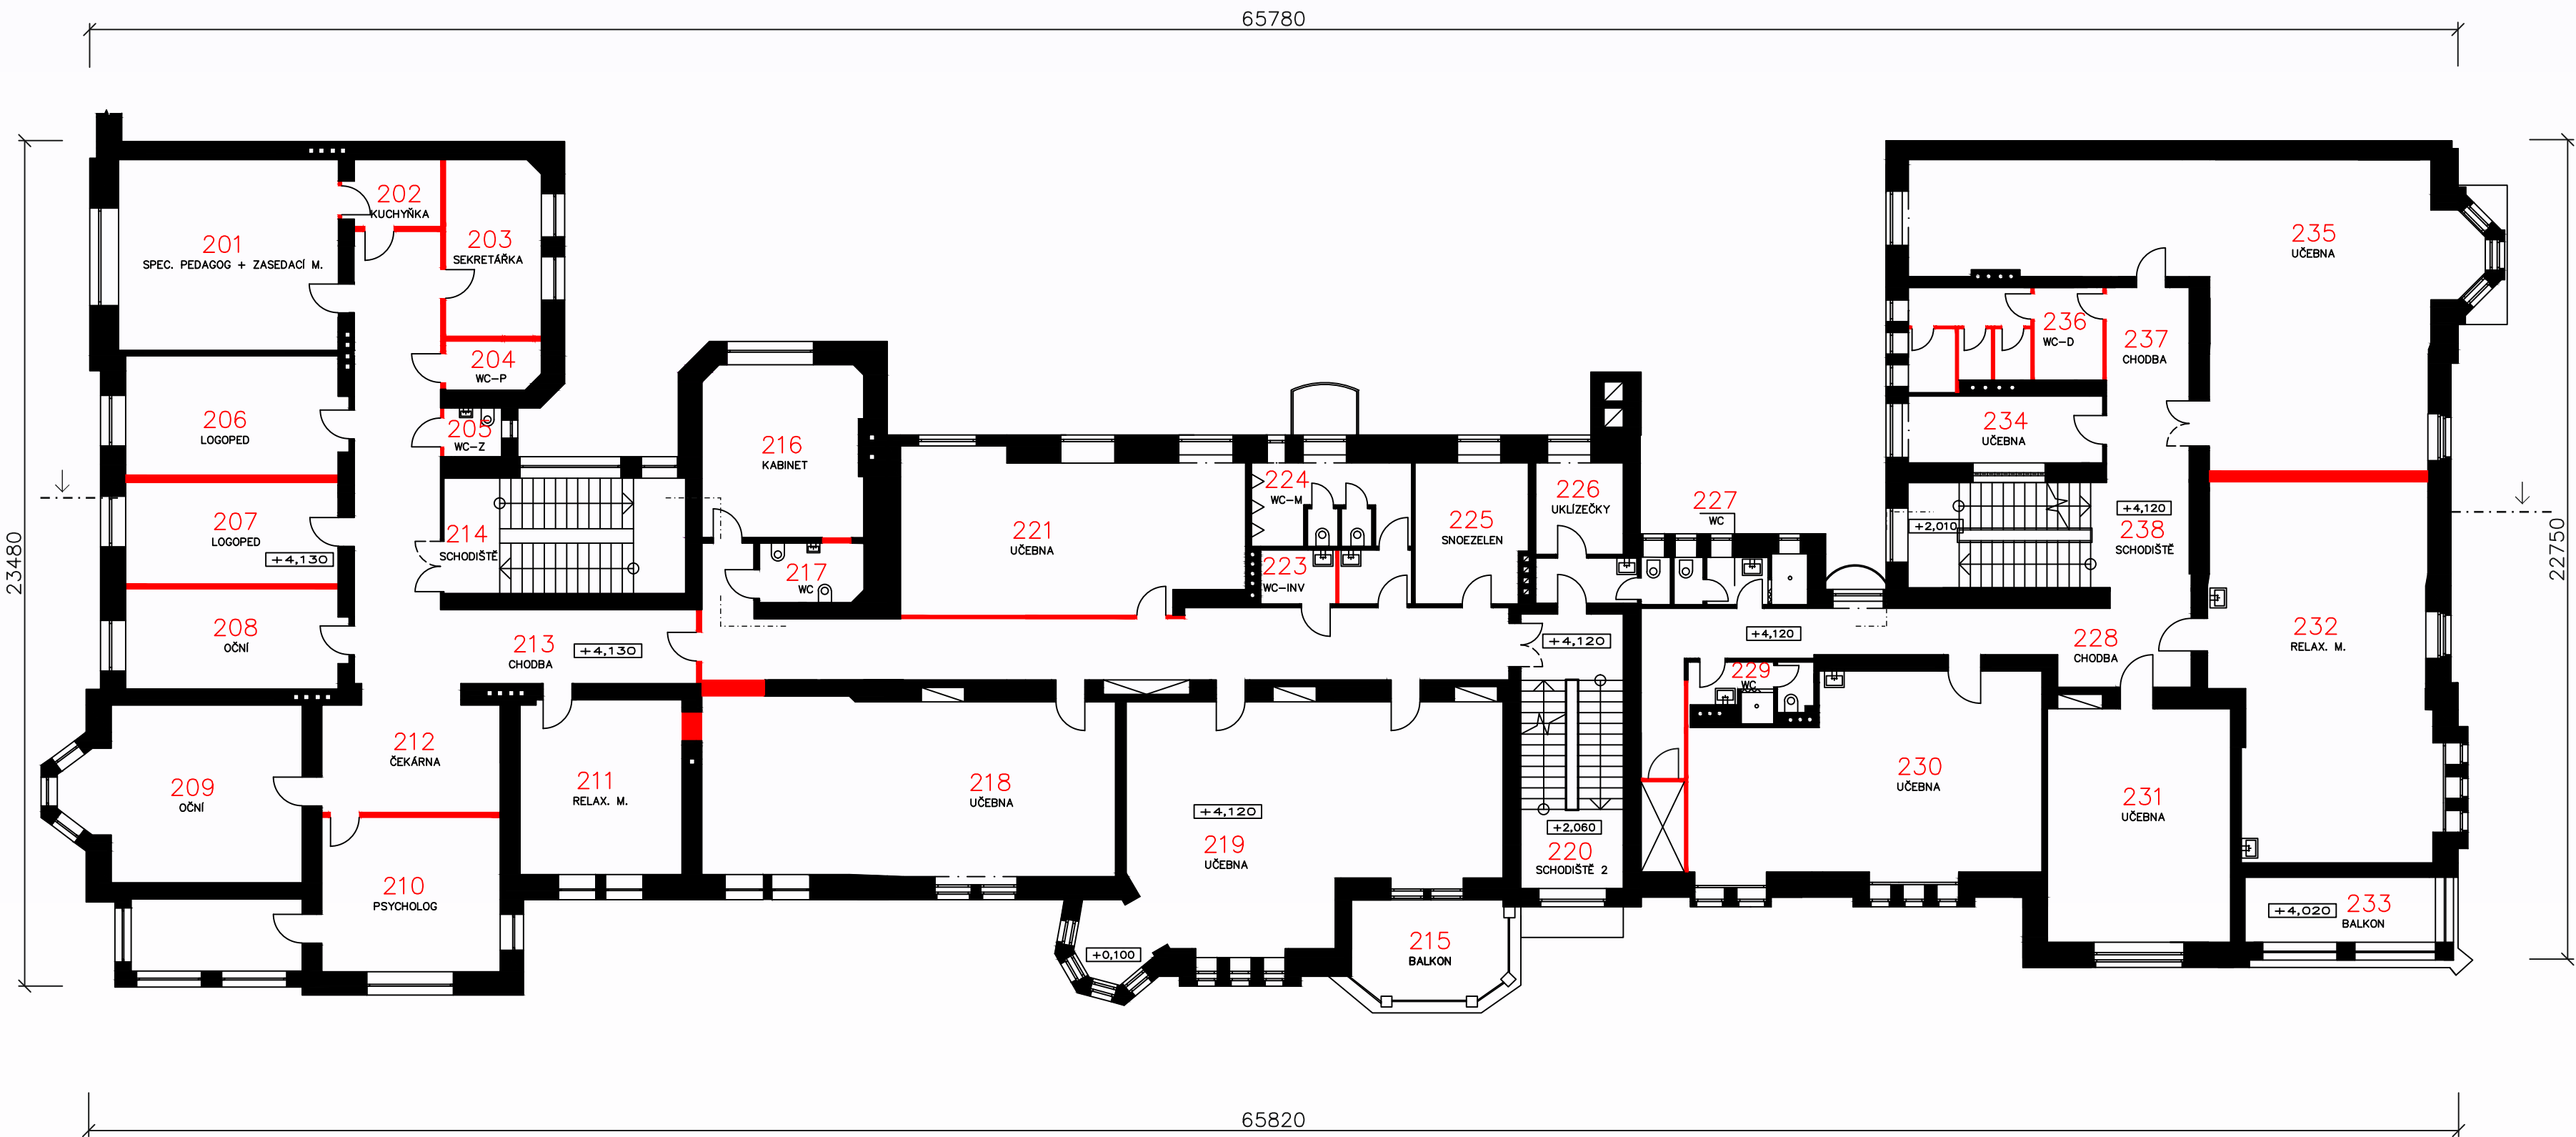 65780
23480
22750
201
SPEC. PEDAGOG + ZASEDACÍ M.
202
KUCHYŇKA
203
SEKRETÁŘKA
204
WC-P
205
WC-Z
206
LOGOPED
207
LOGOPED
+4,130
208
OČNÍ
209
OČNÍ
210
PSYCHOLOG
211
RELAX. M.
212
ČEKÁRNA
213
CHODBA
+4,130
214
SCHODIŠTĚ
215
BALKON
216
KABINET
217
WC
218
UČEBNA
+4,120
219
UČEBNA
+0,100
+4,120
+2,060
220
SCHODIŠTĚ 2
221
UČEBNA
223
WC-INV
224
WC-M
225
SNOEZELEN
226
UKLÍZEČKY
227
WC
+4,120
228
CHODBA
229
WC
230
UČEBNA
231
UČEBNA
232
RELAX. M.
+4,020
233
BALKON
234
UČEBNA
235
UČEBNA
236
WC-D
237
CHODBA
+2,010
+4,120
238
SCHODIŠTĚ
65820